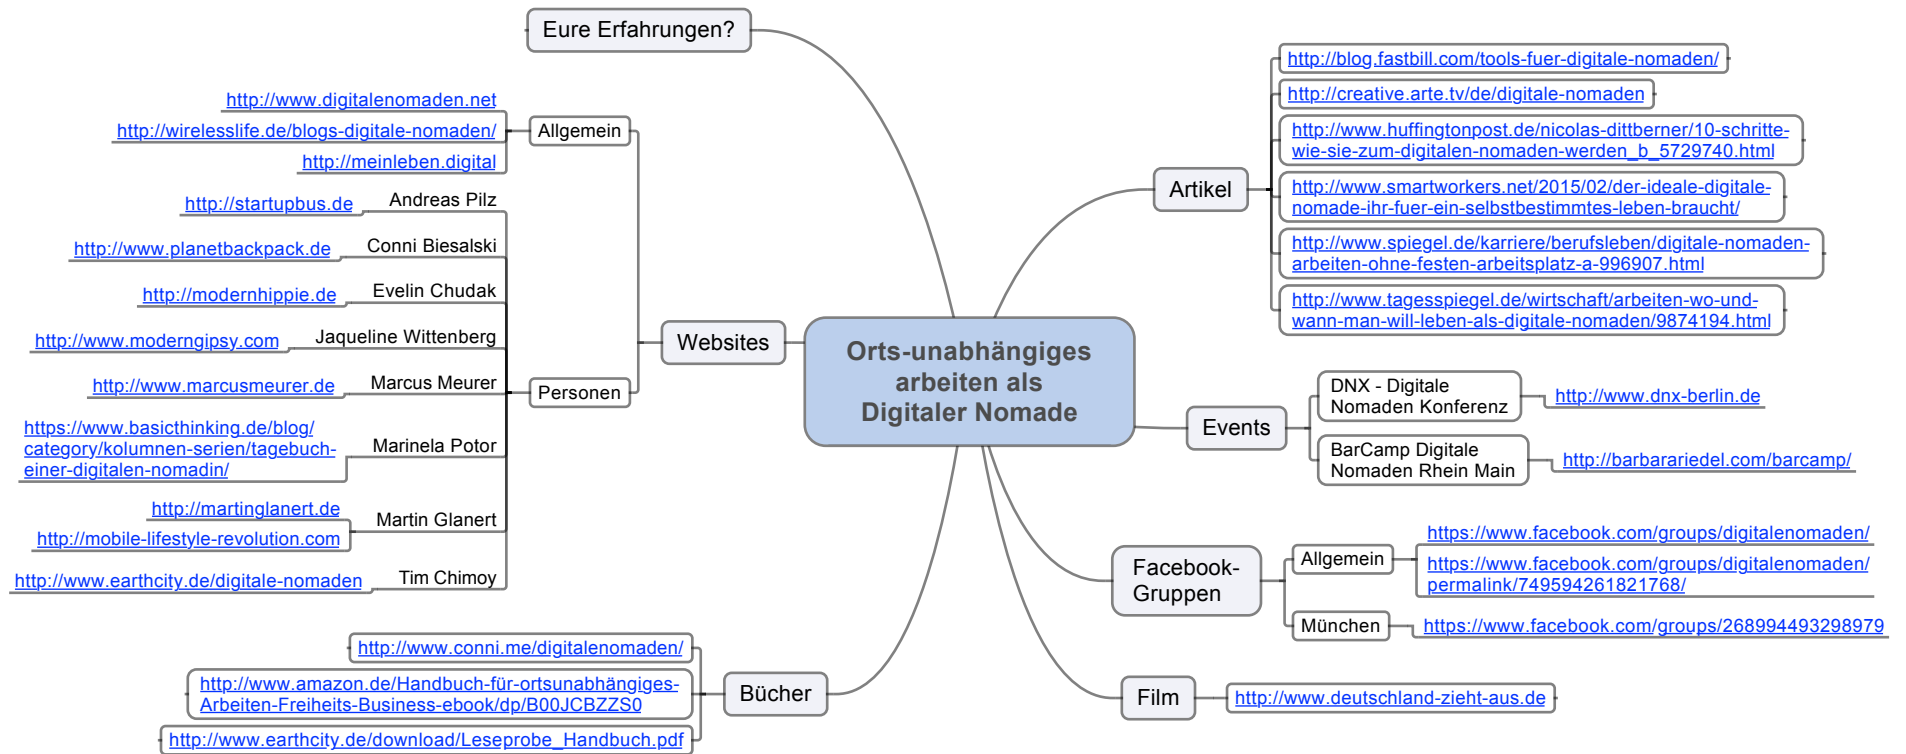 Orts-unabhängiges
arbeiten als
Digitaler Nomade
Artikel
http://blog.fastbill.com/tools-fuer-digitale-nomaden/
http://creative.arte.tv/de/digitale-nomaden
http://www.huffingtonpost.de/nicolas-dittberner/10-schritte-
wie-sie-zum-digitalen-nomaden-werden_b_5729740.html
http://www.smartworkers.net/2015/02/der-ideale-digitale-
nomade-ihr-fuer-ein-selbstbestimmtes-leben-braucht/
http://www.spiegel.de/karriere/berufsleben/digitale-nomaden-
arbeiten-ohne-festen-arbeitsplatz-a-996907.html
http://www.tagesspiegel.de/wirtschaft/arbeiten-wo-und-
wann-man-will-leben-als-digitale-nomaden/9874194.html
Events
DNX - Digitale
Nomaden Konferenz
http://www.dnx-berlin.de
BarCamp Digitale
Nomaden Rhein Main
http://barbarariedel.com/barcamp/
Facebook-
Gruppen
Allgemein
https://www.facebook.com/groups/digitalenomaden/
https://www.facebook.com/groups/digitalenomaden/
permalink/749594261821768/
München
https://www.facebook.com/groups/268994493298979
Film
http://www.deutschland-zieht-aus.de
Bücher
http://www.conni.me/digitalenomaden/
http://www.amazon.de/Handbuch-für-ortsunabhängiges-
Arbeiten-Freiheits-Business-ebook/dp/B00JCBZZS0
http://www.earthcity.de/download/Leseprobe_Handbuch.pdf
Websites
Allgemein
http://www.digitalenomaden.net
http://wirelesslife.de/blogs-digitale-nomaden/
http://meinleben.digital
Personen
Andreas Pilz
http://startupbus.de
Conni Biesalski
http://www.planetbackpack.de
Evelin Chudak
http://modernhippie.de
Jaqueline Wittenberg
http://www.moderngipsy.com
Marcus Meurer
http://www.marcusmeurer.de
Marinela Potor
https://www.basicthinking.de/blog/
category/kolumnen-serien/tagebuch-
einer-digitalen-nomadin/
Martin Glanert
http://martinglanert.de
http://mobile-lifestyle-revolution.com
Tim Chimoy
http://www.earthcity.de/digitale-nomaden
Eure Erfahrungen?